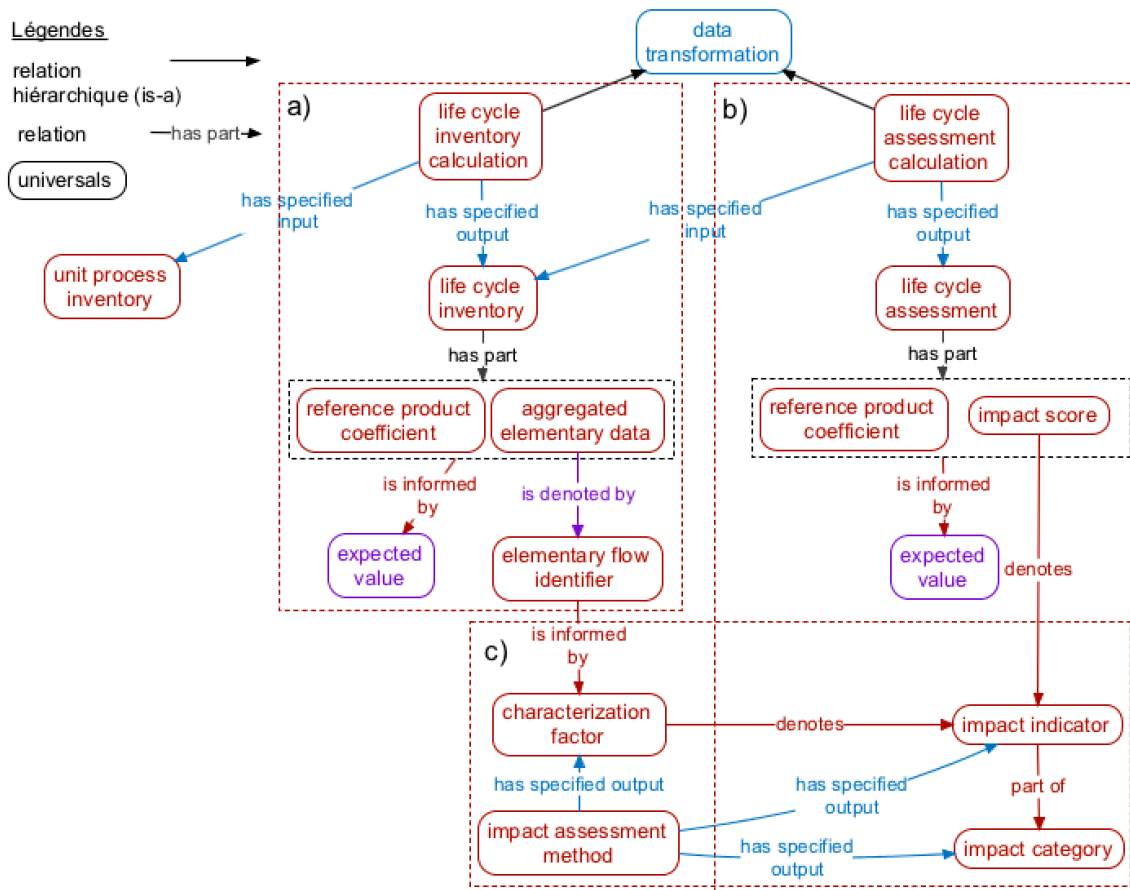 Légendes
relation
hiérarchique (is-a)
relation
has part
universals
data
transformation
a)
life cycle
inventory
calculation
b)
life cycle
assessment
calculation
has specified
input
has specified
output
has specified
input
has specified
output
unit process
inventory
life cycle
inventory
life cycle
assessment
has part
has part
reference product
coefficient
aggregated
elementary data
reference product
coefficient
impact score
is informed
by
is denoted by
is informed
by
expected
value
elementary flow
identifier
expected
value
denotes
c)
is informed
by
characterization
factor
denotes
impact indicator
has specified output
has specified
output
part of
impact assessment
method
has specified
output
impact category